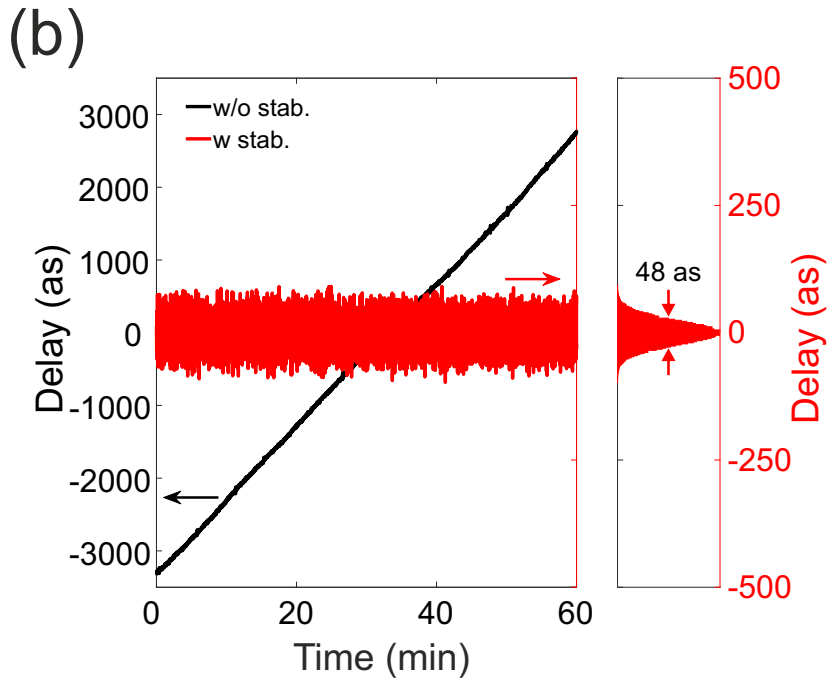 (b)
w/o stab.
w stab.
Delay (as)
3000
2000
1000
0
-1000
-2000
-3000
0
20
40
60
Time (min)
48 as
500
250
0
-250
-500
Delay (as)